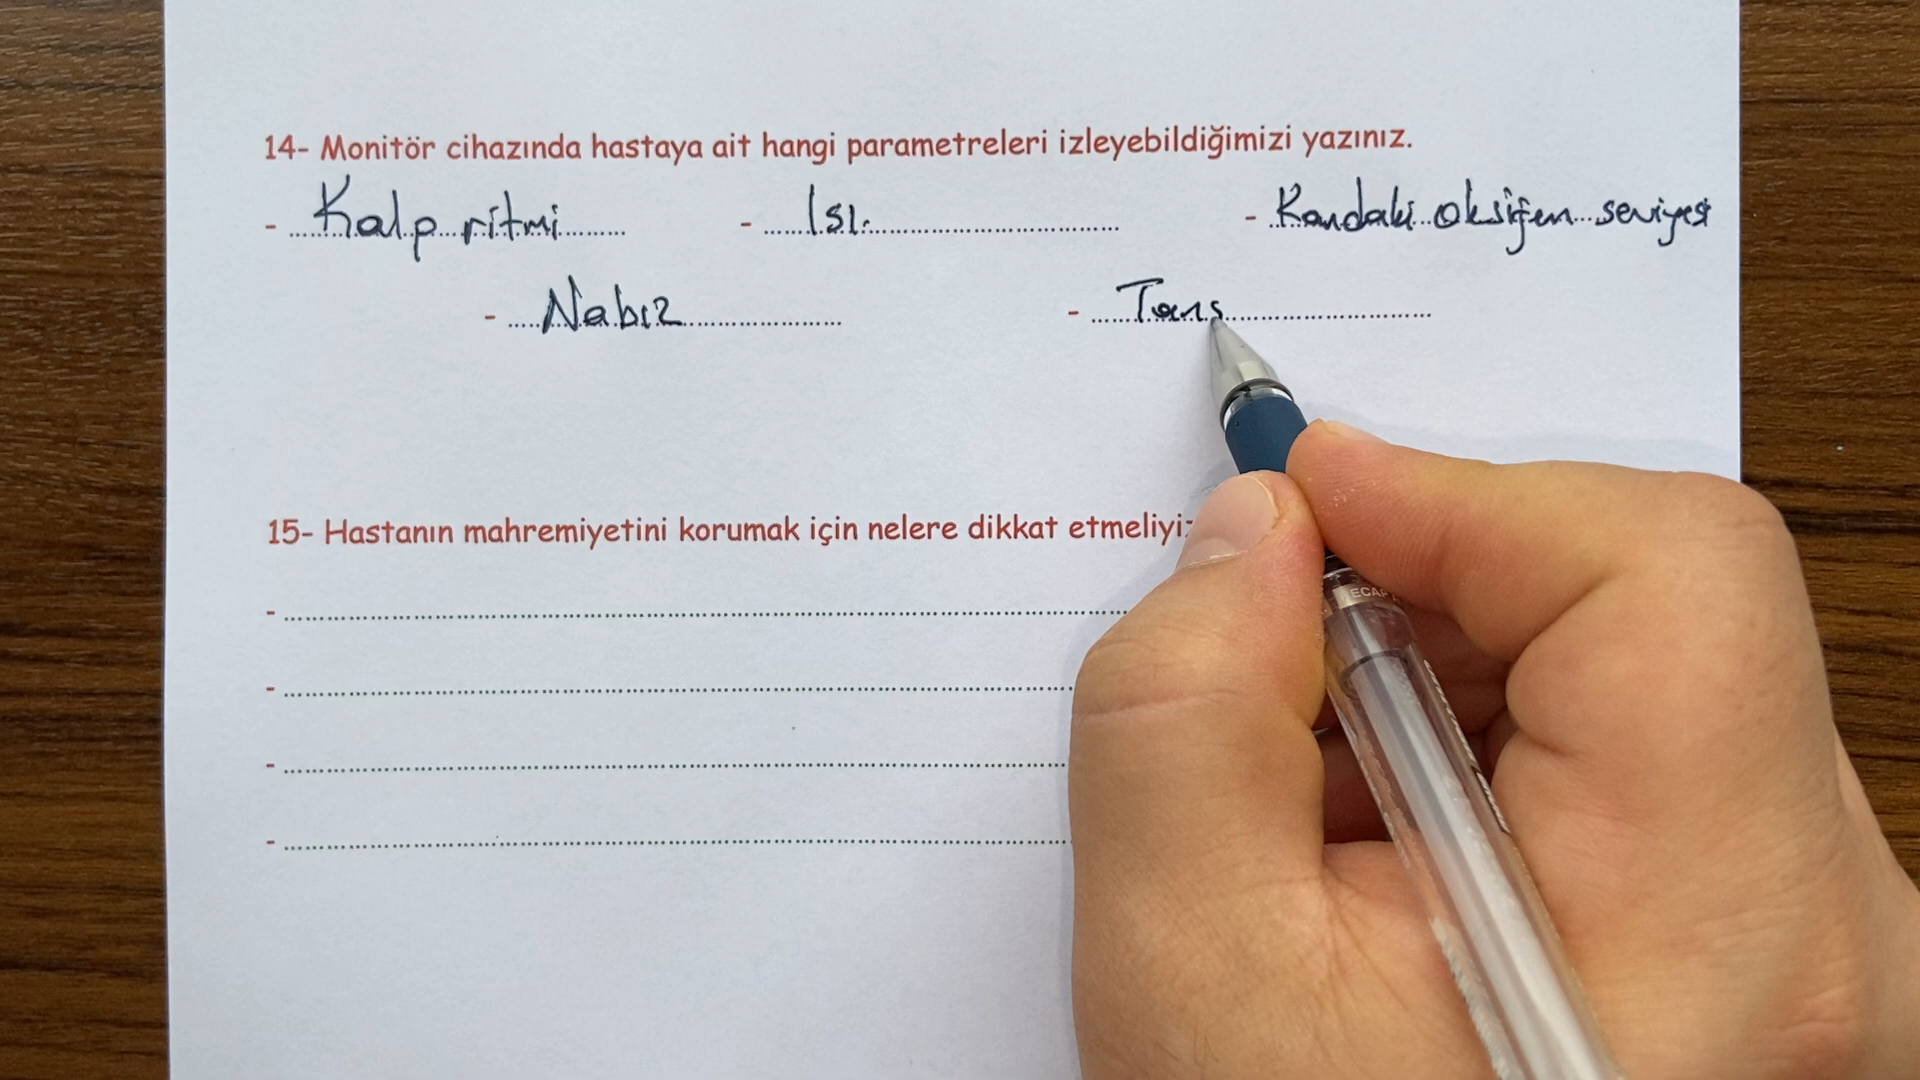 14- Monitör cihazında hastaya ait hangi parametreleri izleyebildiğimizi yazınız.
- Kalp ritmi - Isı - Kandaki oksijen seviyesi
- Nabız - Tans
15- Hastanın mahremiyetini korumak için nelere dikkat etmeliyiz
-
-
-
-